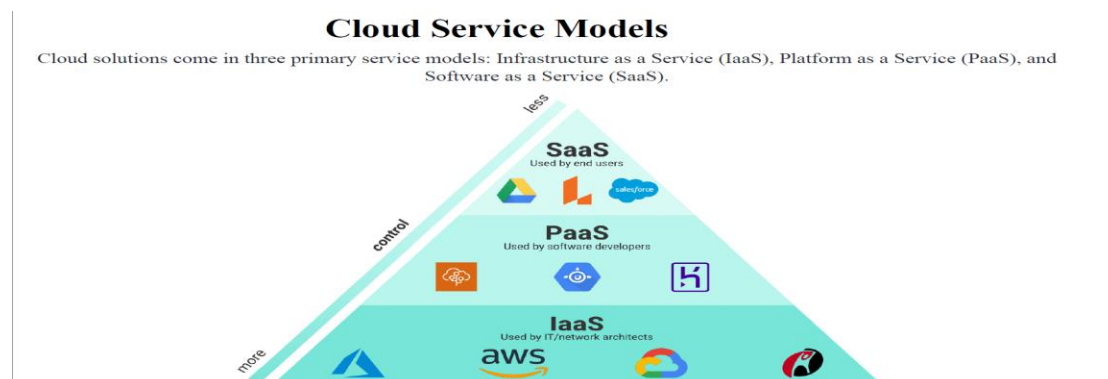 Cloud Service Models
Cloud solutions come in three primary service models: Infrastructure as a Service (IaaS), Platform as a Service (PaaS), and
Software as a Service (SaaS).
less
SaaS
Used by end users
salesforce
control
PaaS
Used by software developers
more
IaaS
Used by IT/network architects
aws